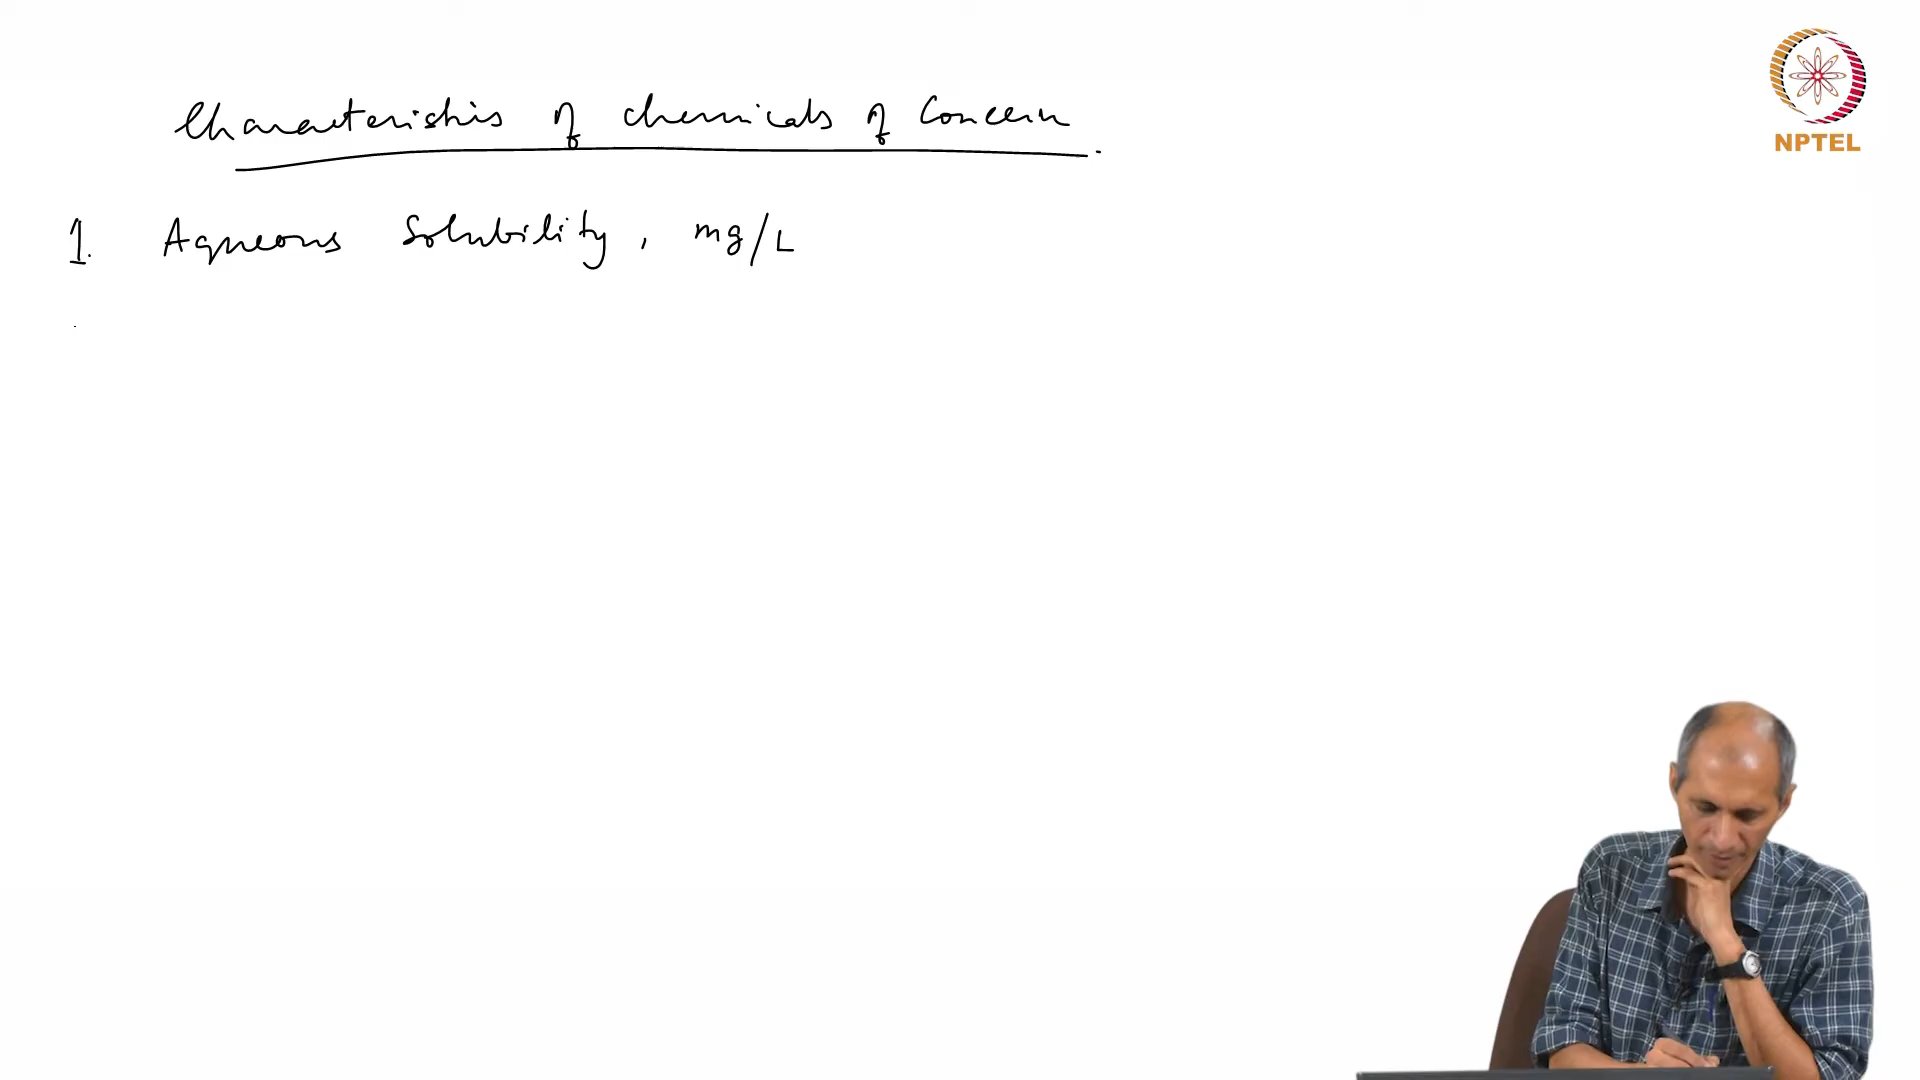 Characteristics of chemicals of Concern.
NPTEL
1. Aqueous Solubility, mg/L